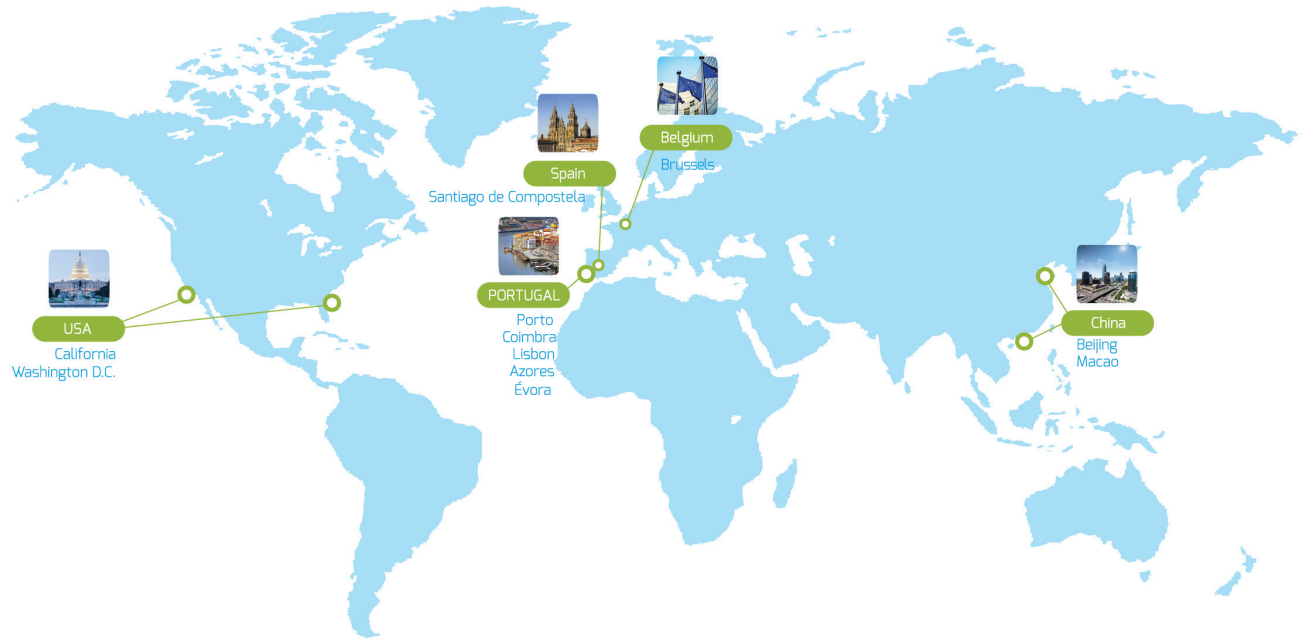 Belgium
Brussels
Spain
Santiago de Compostela
PORTUGAL
Porto
Coimbra
Lisbon
Azores
Évora
USA
California
Washington D.C.
China
Beijing
Macao